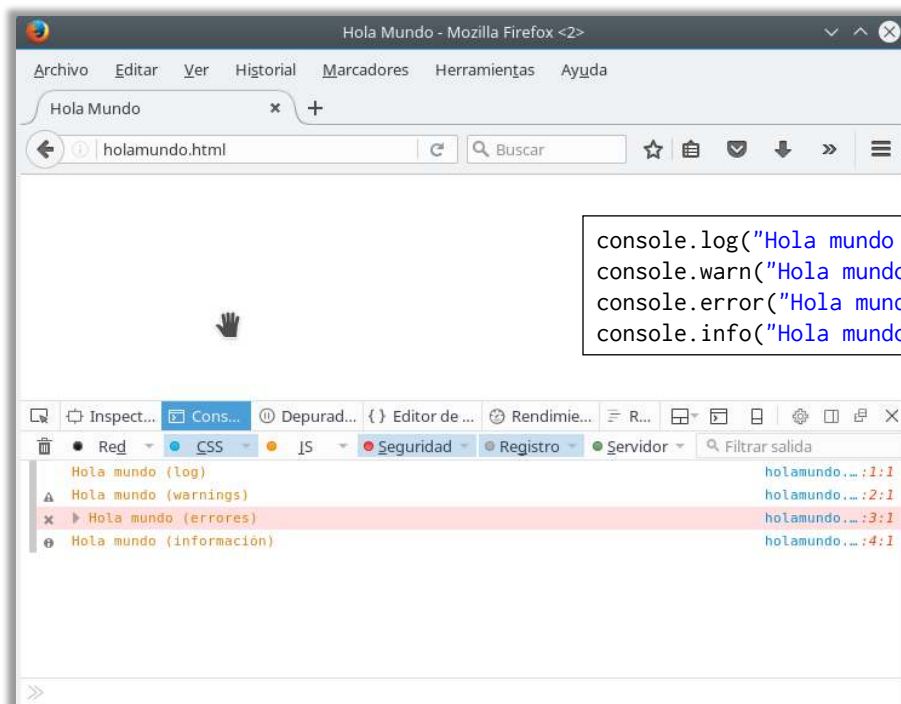 Hola Mundo - Mozilla Firefox <2>
Archivo Editar Ver Historial Marcadores Herramientas Ayuda
Hola Mundo
holamundo.html Buscar
console.log("Hola mundo
console.warn("Hola mundo
console.error("Hola mund
console.info("Hola mundo
Inspect... Cons... Depurad... { } Editor de ... Rendimie... R...
Red CSS JS Seguridad Registro Servidor Filtrar salida
Hola mundo (log) holamundo.…:1:1
Hola mundo (warnings) holamundo.…:2:1
Hola mundo (errores) holamundo.…:3:1
Hola mundo (información) holamundo.…:4:1